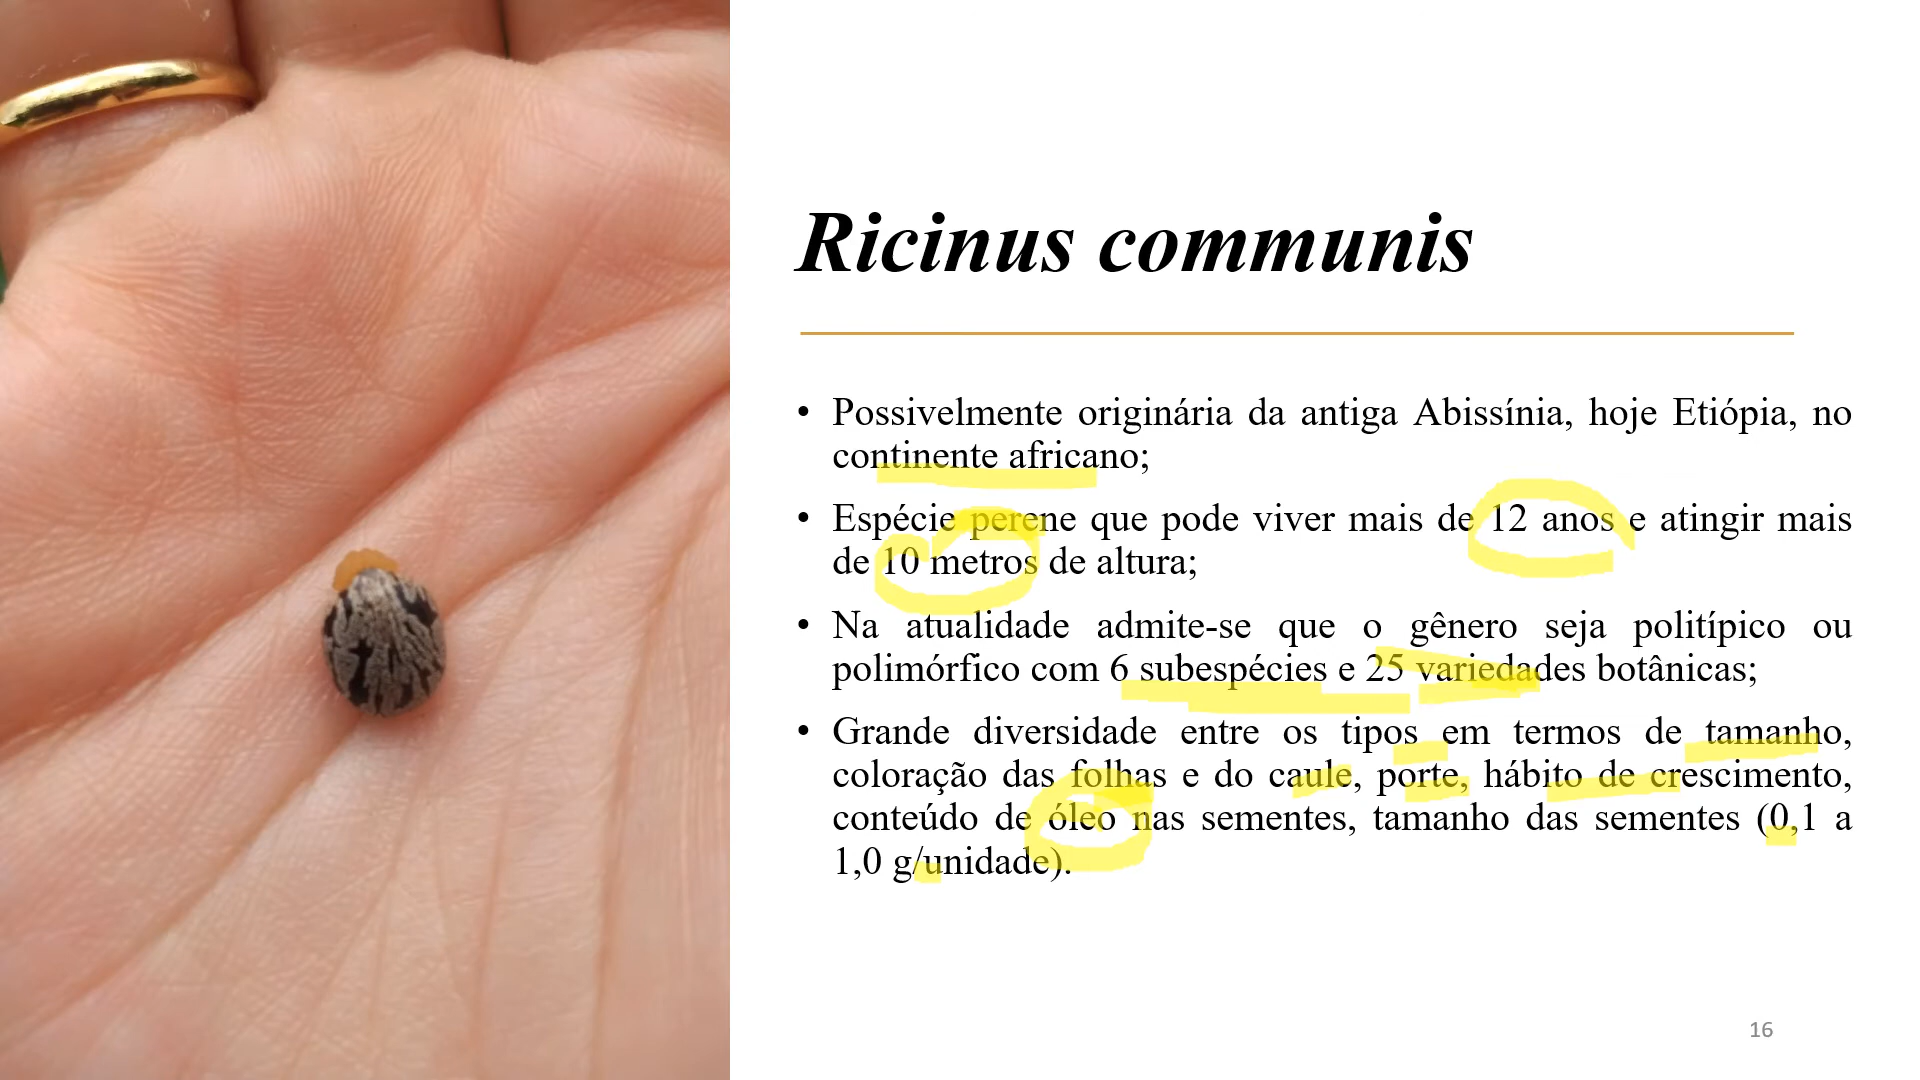 Ricinus communis
• Possivelmente originária da antiga Abissínia, hoje Etiópia, no
continente africano;
• Espécie perene que pode viver mais de 12 anos e atingir mais
de 10 metros de altura;
• Na atualidade admite-se que o gênero seja politípico ou
polimórfico com 6 subespécies e 25 variedades botânicas;
• Grande diversidade entre os tipos em termos de tamanho,
coloração das folhas e do caule, porte, hábito de crescimento,
conteúdo de óleo nas sementes, tamanho das sementes (0,1 a
1,0 g/unidade).
16